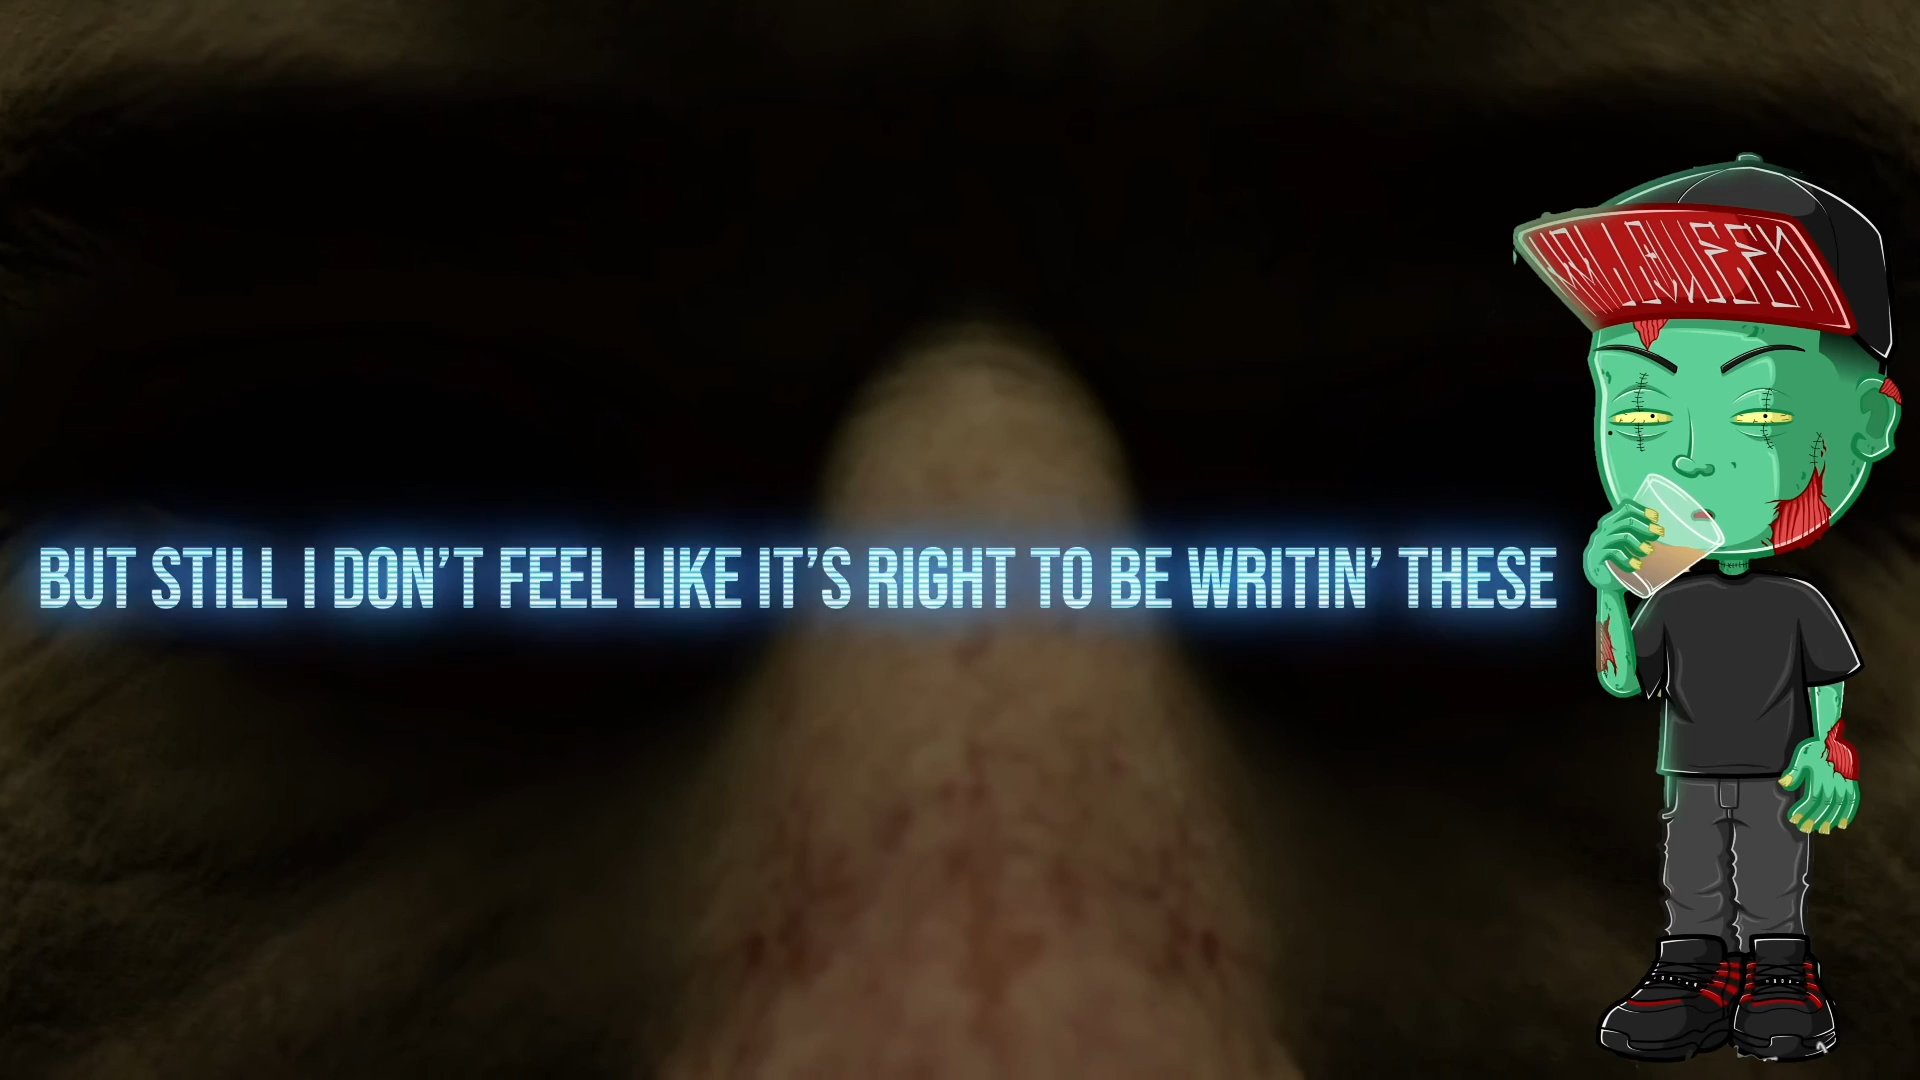 BUT STILL I DON’T FEEL LIKE IT’S RIGHT TO BE WRITIN’ THESE